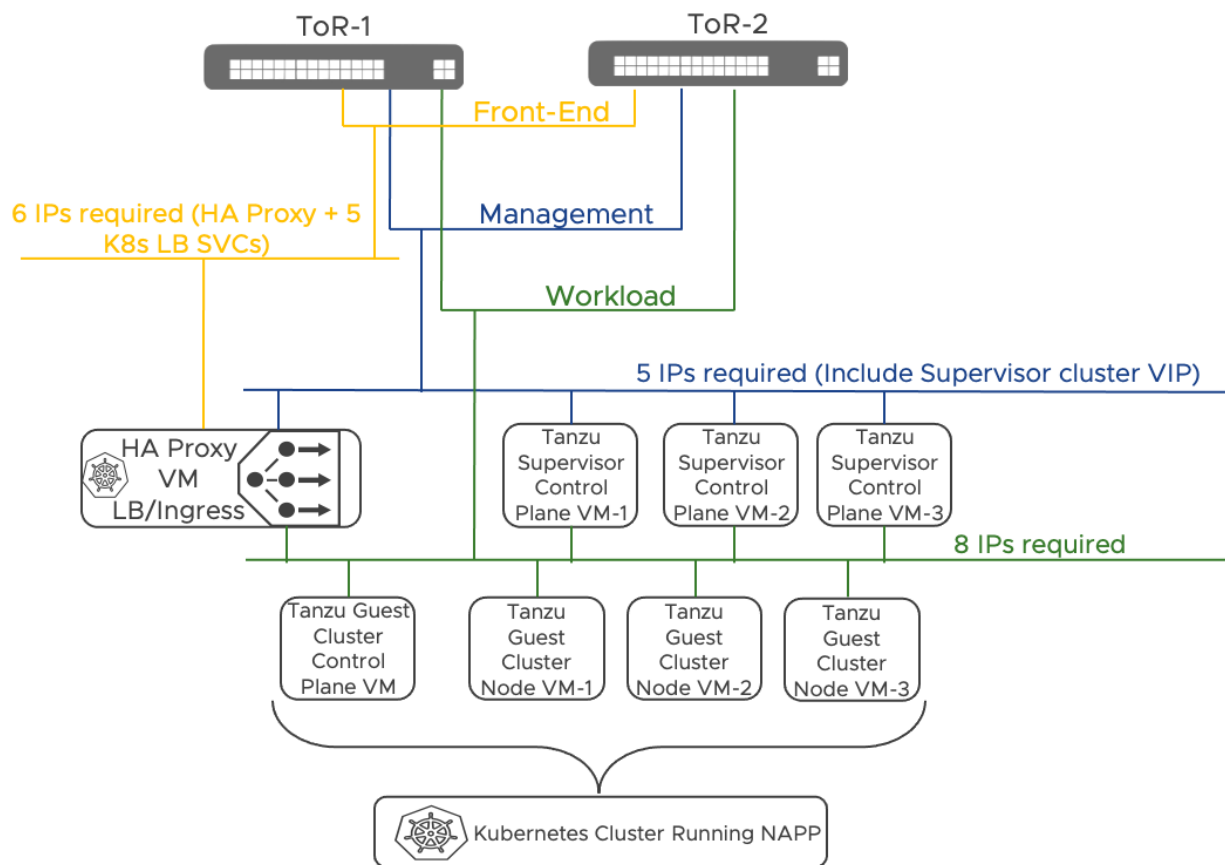 ToR-1
ToR-2
Front-End
6 IPs required (HA Proxy + 5
K8s LB SVCs)
Management
Workload
5 IPs required (Include Supervisor cluster VIP)
HA Proxy
VM
LB/Ingress
Tanzu
Supervisor
Control
Plane VM-1
Tanzu
Supervisor
Control
Plane VM-2
Tanzu
Supervisor
Control
Plane VM-3
8 IPs required
Tanzu Guest
Cluster
Control
Plane VM
Tanzu
Guest
Cluster
Node VM-1
Tanzu
Guest
Cluster
Node VM-2
Tanzu
Guest
Cluster
Node VM-3
Kubernetes Cluster Running NAPP